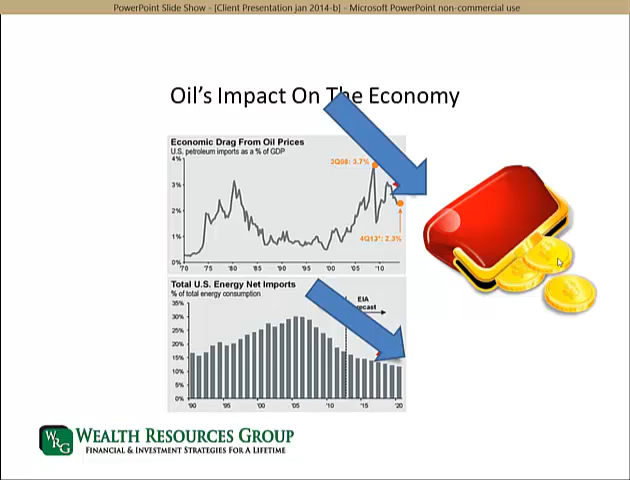 PowerPoint Slide Show - [Client Presentation jan 2014-b] - Microsoft PowerPoint non-commercial use
Oil's Impact On The Economy
Economic Drag From Oil Prices
U.S. petroleum imports as a % of GDP
4%
3Q08: 3.7%
3%
2%
1%
4Q13*: 2.3%
0%
'70 '75 '80 '85 '90 '95 '00 '05 '10
Total U.S. Energy Net Imports
% of total energy consumption
35%
EIA
30%
25%
20%
15%
10%
5%
0%
'90 '95 '00 '05 '10 '15 '20
WRG
WEALTH RESOURCES GROUP
FINANCIAL & INVESTMENT STRATEGIES FOR A LIFETIME